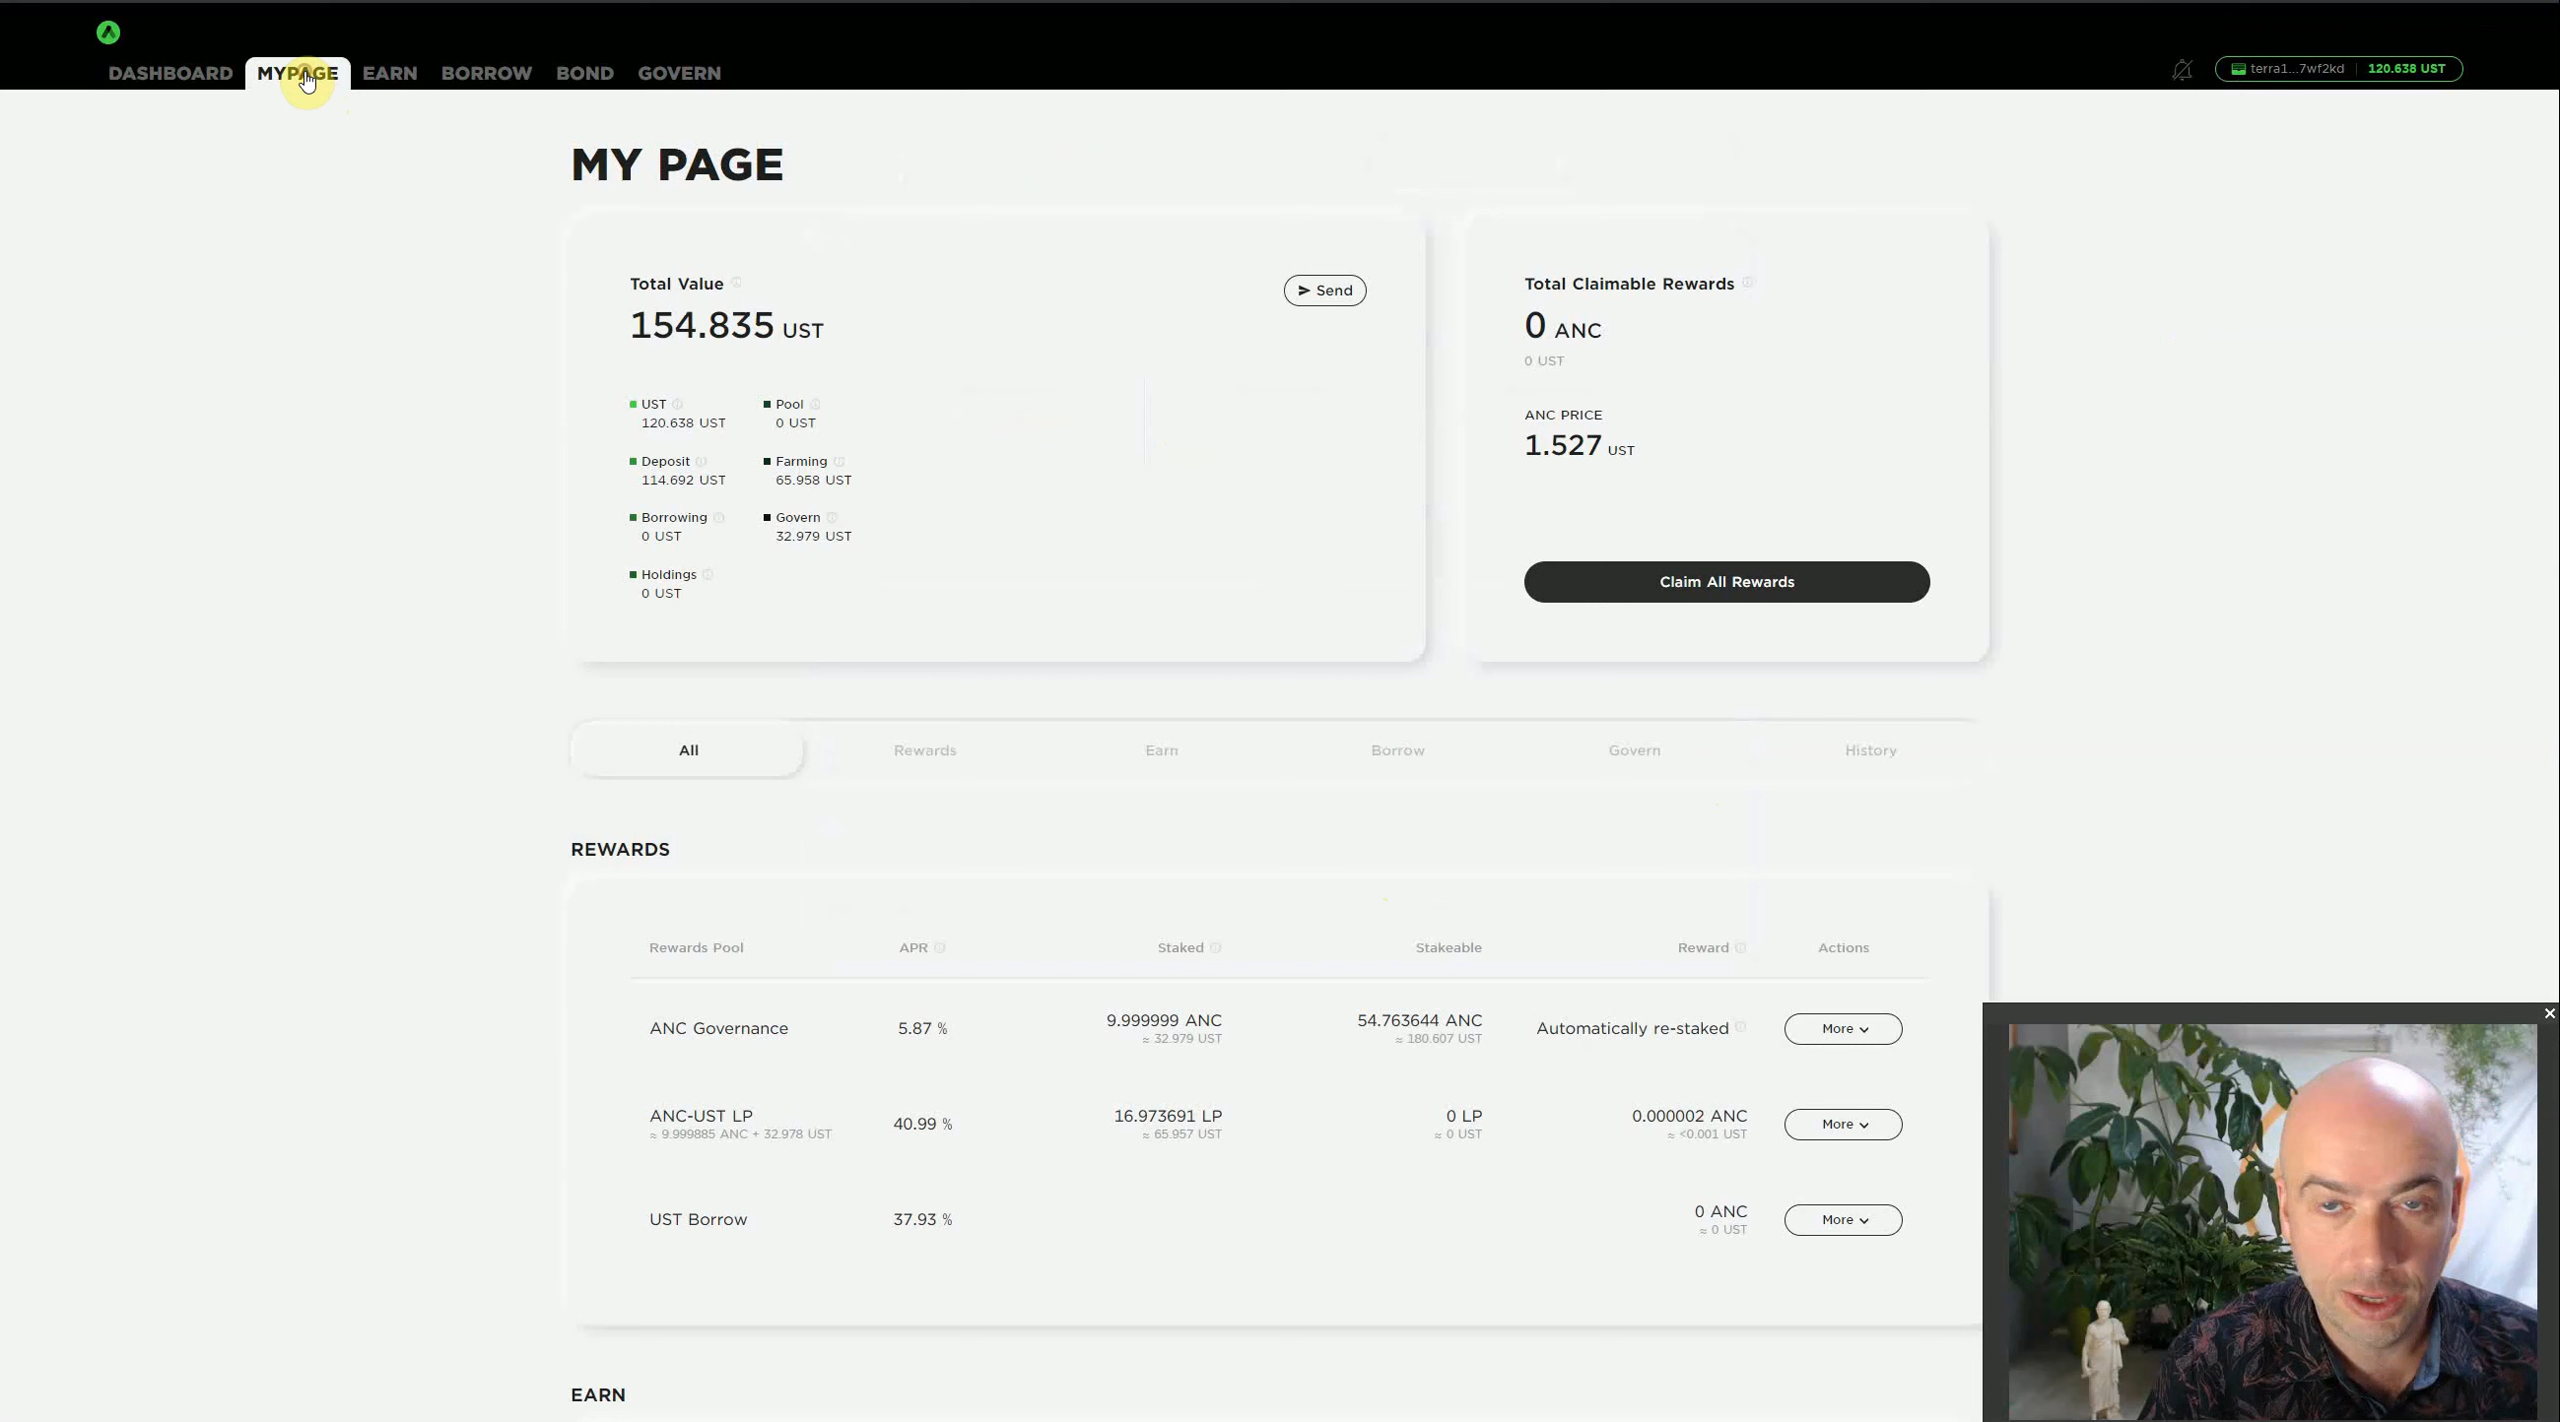 DASHBOARD MYPAGE EARN BORROW BOND GOVERN
terra1...7wf2kd 120.638 UST
MY PAGE
Total Value
154.835 UST
Send
UST
120.638 UST
Pool
0 UST
Deposit
114.692 UST
Farming
65.958 UST
Borrowing
0 UST
Govern
32.979 UST
Holdings
0 UST
Total Claimable Rewards
0 ANC
0 UST
ANC PRICE
1.527 UST
Claim All Rewards
All Rewards Earn Borrow Govern History
REWARDS
Rewards Pool APR Staked Stakeable Reward Actions
ANC Governance 5.87 % 9.999999 ANC 54.763644 ANC Automatically re-staked More
≈ 32.979 UST ≈ 180.607 UST
ANC-UST LP 40.99 % 16.973691 LP 0 LP 0.000002 ANC More
≈ 9.999885 ANC + 32.978 UST ≈ 65.957 UST ≈ 0 UST ≈ <0.001 UST
UST Borrow 37.93 % 0 ANC More
≈ 0 UST
EARN